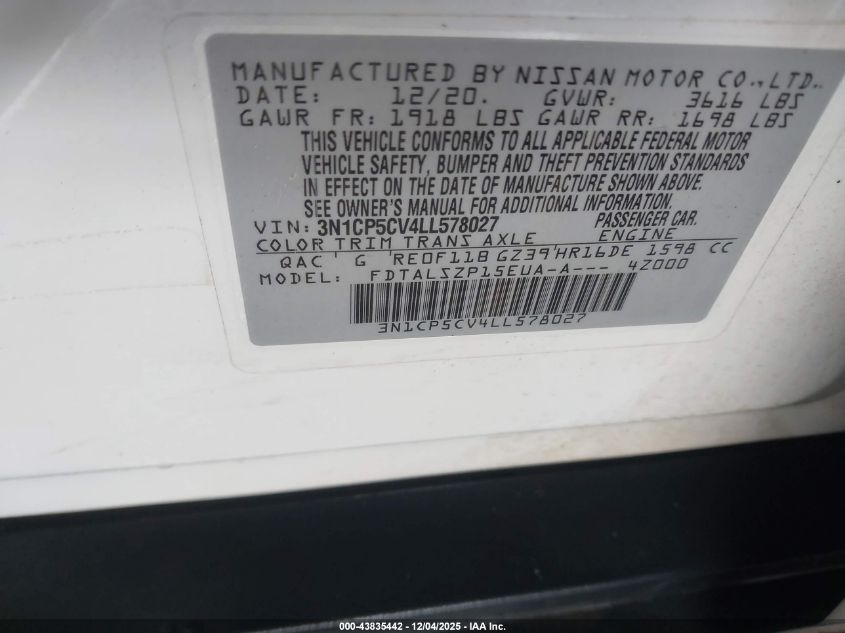 MANUFACTURED BY NISSAN MOTOR CO., LTD.
DATE: 12/20. GVWR: 3616 LBS
GAWR FR: 1918 LBS GAWR RR: 1698 LBS
THIS VEHICLE CONFORMS TO ALL APPLICABLE FEDERAL MOTOR
VEHICLE SAFETY, BUMPER AND THEFT PREVENTION STANDARDS
IN EFFECT ON THE DATE OF MANUFACTURE SHOWN ABOVE.
SEE OWNER'S MANUAL FOR ADDITIONAL INFORMATION.
VIN: 3N1CP5CV4LL578027 PASSENGER CAR.
COLOR TRIM TRANS AXLE ENGINE
QAC ' G 'RE0F11B GZ39'HR16DE 1598 CC
MODEL: FDTALSZP15EUA-A--- 4Z000
3N1CP5CV4LL578027
000-43835442 - 12/04/2025 - IAA Inc.